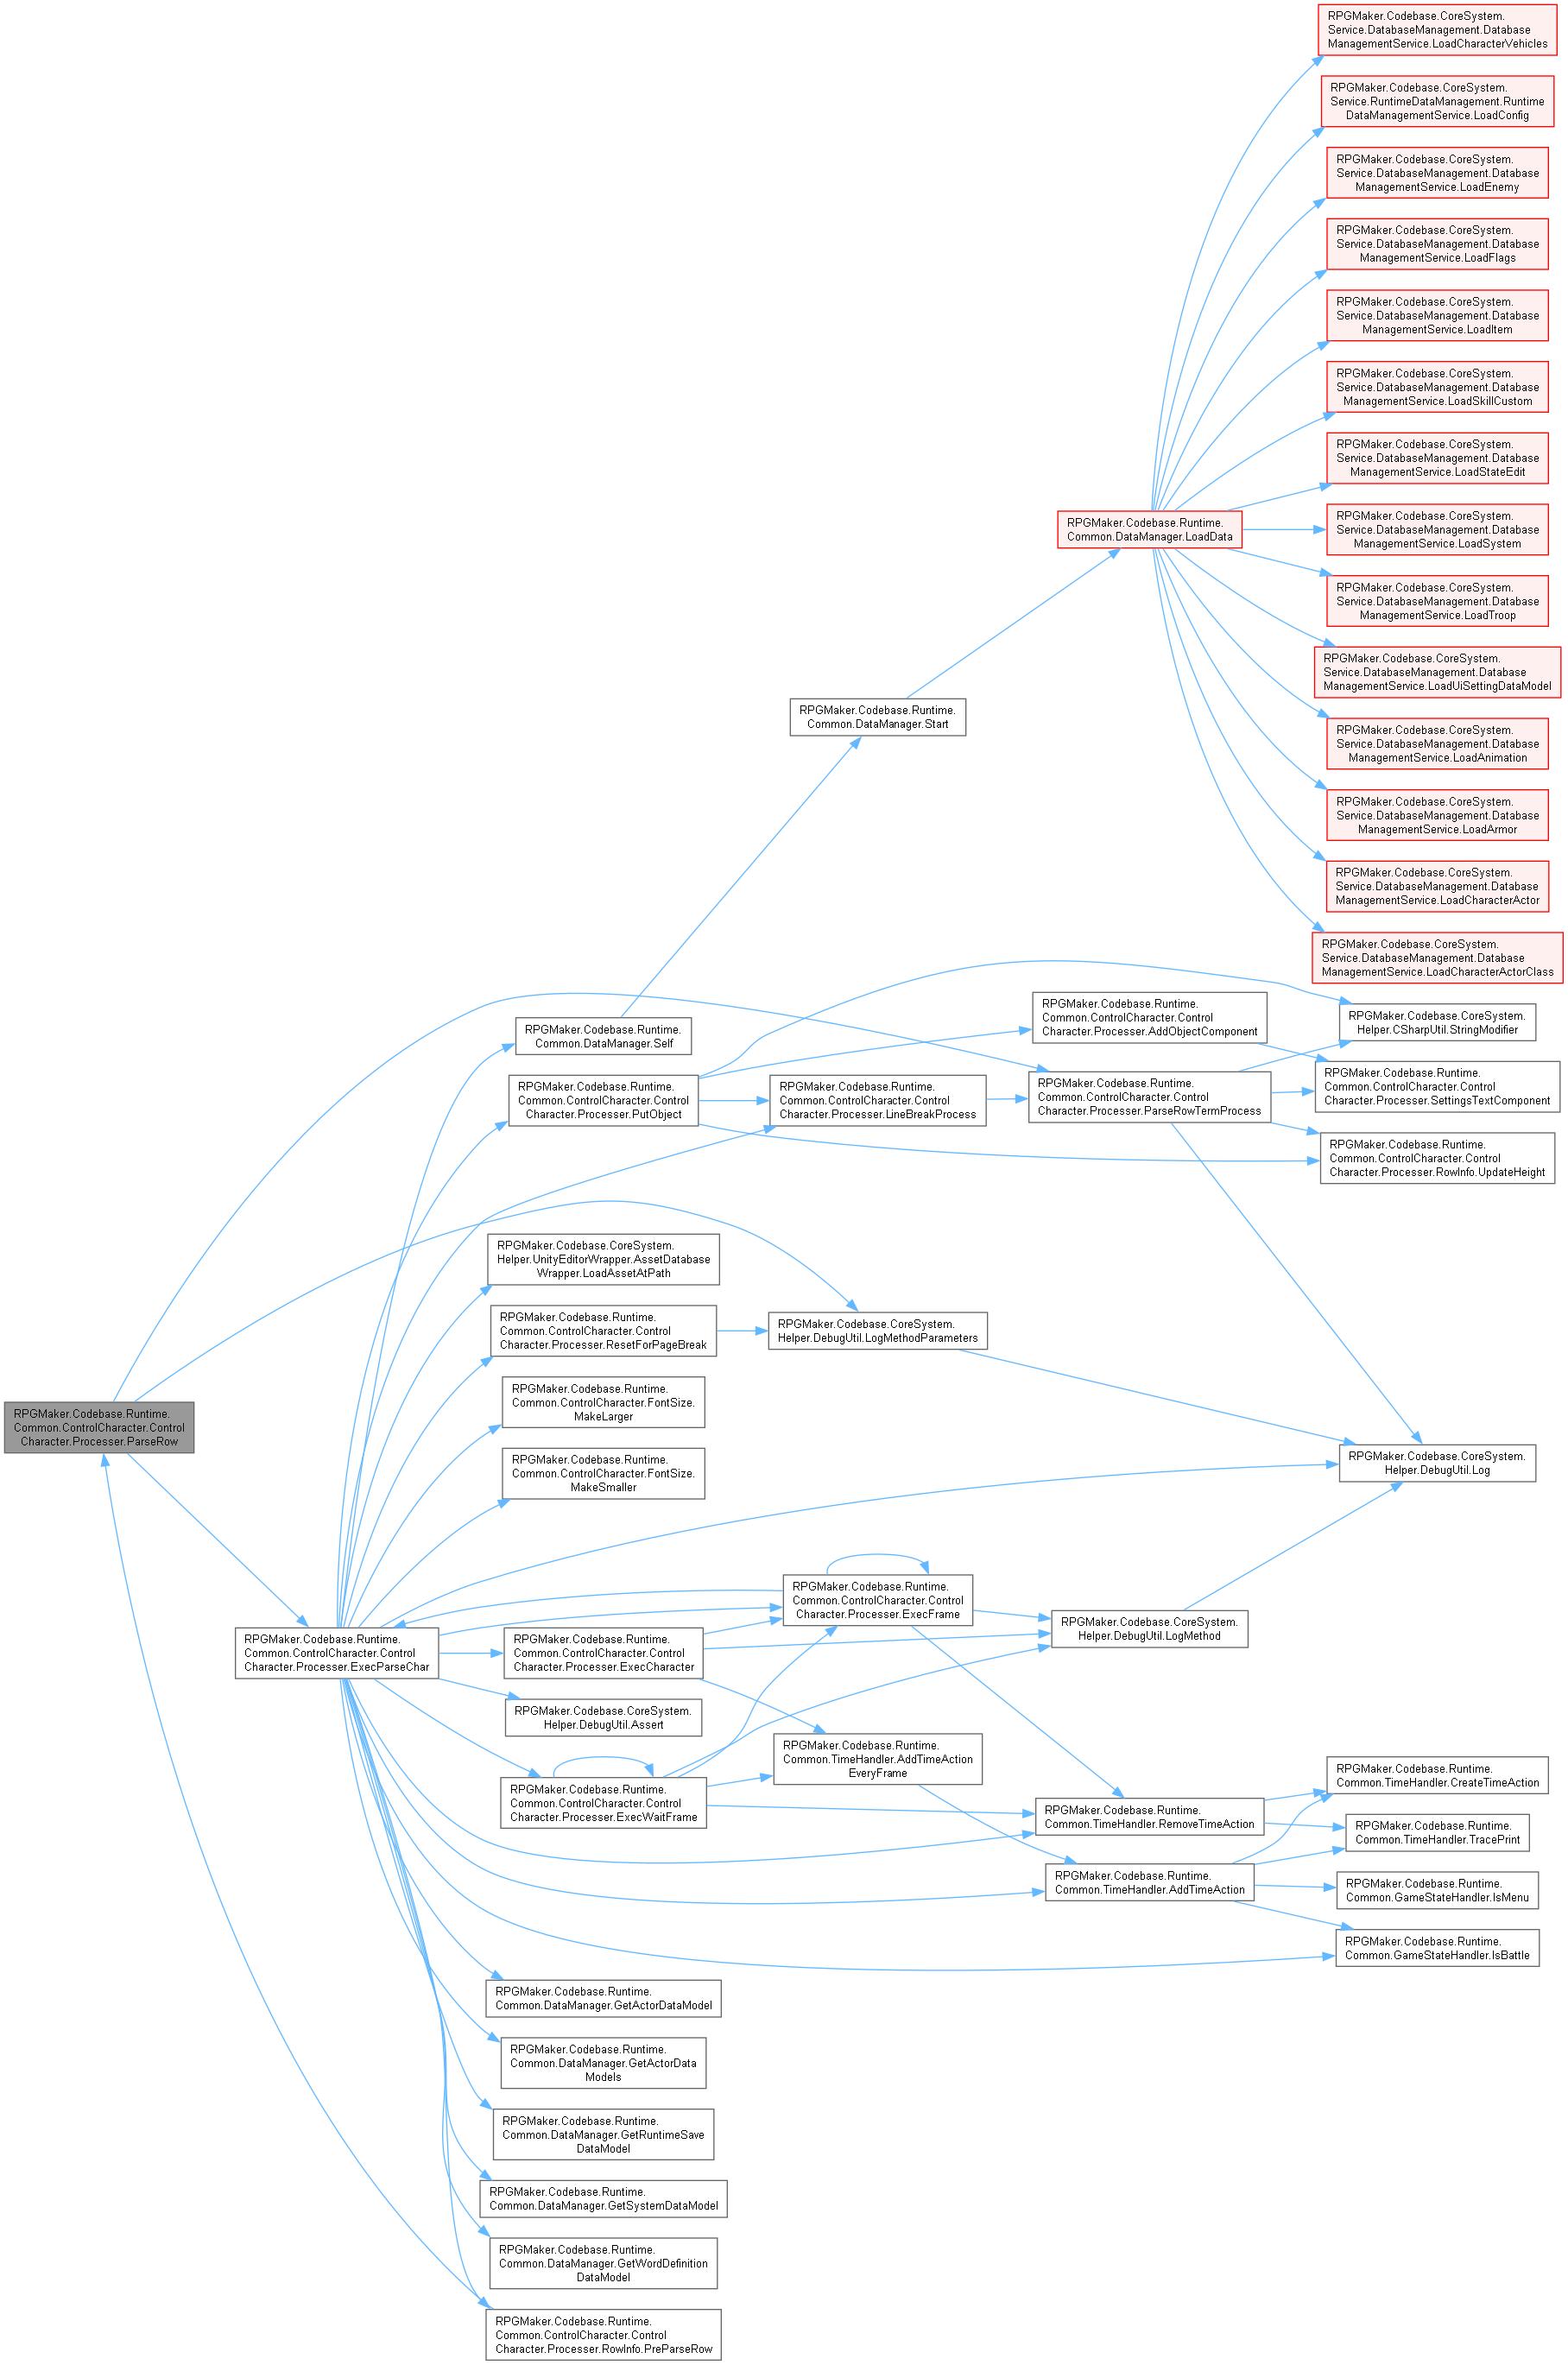 RPGMaker.Codebase.CoreSystem.
Service.DatabaseManagement.Database
ManagementService.LoadCharacterVehicles
RPGMaker.Codebase.CoreSystem.
Service.RuntimeDataManagement.Runtime
DataManagementService.LoadConfig
RPGMaker.Codebase.CoreSystem.
Service.DatabaseManagement.Database
ManagementService.LoadEnemy
RPGMaker.Codebase.CoreSystem.
Service.DatabaseManagement.Database
ManagementService.LoadFlags
RPGMaker.Codebase.CoreSystem.
Service.DatabaseManagement.Database
ManagementService.LoadItem
RPGMaker.Codebase.CoreSystem.
Service.DatabaseManagement.Database
ManagementService.LoadSkillCustom
RPGMaker.Codebase.CoreSystem.
Service.DatabaseManagement.Database
ManagementService.LoadStateEdit
RPGMaker.Codebase.Runtime.
Common.DataManager.LoadData
RPGMaker.Codebase.CoreSystem.
Service.DatabaseManagement.Database
ManagementService.LoadSystem
RPGMaker.Codebase.CoreSystem.
Service.DatabaseManagement.Database
ManagementService.LoadTroop
RPGMaker.Codebase.CoreSystem.
Service.DatabaseManagement.Database
ManagementService.LoadUiSettingDataModel
RPGMaker.Codebase.Runtime.
Common.DataManager.Start
RPGMaker.Codebase.CoreSystem.
Service.DatabaseManagement.Database
ManagementService.LoadAnimation
RPGMaker.Codebase.CoreSystem.
Service.DatabaseManagement.Database
ManagementService.LoadArmor
RPGMaker.Codebase.CoreSystem.
Service.DatabaseManagement.Database
ManagementService.LoadCharacterActor
RPGMaker.Codebase.CoreSystem.
Service.DatabaseManagement.Database
ManagementService.LoadCharacterActorClass
RPGMaker.Codebase.Runtime.
Common.DataManager.Self
RPGMaker.Codebase.Runtime.
Common.ControlCharacter.Control
Character.Processer.AddObjectComponent
RPGMaker.Codebase.CoreSystem.
Helper.CSharpUtil.StringModifier
RPGMaker.Codebase.Runtime.
Common.ControlCharacter.Control
Character.Processer.PutObject
RPGMaker.Codebase.Runtime.
Common.ControlCharacter.Control
Character.Processer.LineBreakProcess
RPGMaker.Codebase.Runtime.
Common.ControlCharacter.Control
Character.Processer.ParseRowTermProcess
RPGMaker.Codebase.Runtime.
Common.ControlCharacter.Control
Character.Processer.SettingsTextComponent
RPGMaker.Codebase.Runtime.
Common.ControlCharacter.Control
Character.Processer.RowInfo.UpdateHeight
RPGMaker.Codebase.CoreSystem.
Helper.UnityEditorWrapper.AssetDatabase
Wrapper.LoadAssetAtPath
RPGMaker.Codebase.Runtime.
Common.ControlCharacter.Control
Character.Processer.ResetForPageBreak
RPGMaker.Codebase.CoreSystem.
Helper.DebugUtil.LogMethodParameters
RPGMaker.Codebase.Runtime.
Common.ControlCharacter.FontSize.
MakeLarger
RPGMaker.Codebase.Runtime.
Common.ControlCharacter.Control
Character.Processer.ParseRow
RPGMaker.Codebase.Runtime.
Common.ControlCharacter.FontSize.
MakeSmaller
RPGMaker.Codebase.CoreSystem.
Helper.DebugUtil.Log
RPGMaker.Codebase.Runtime.
Common.ControlCharacter.Control
Character.Processer.ExecFrame
RPGMaker.Codebase.CoreSystem.
Helper.DebugUtil.LogMethod
RPGMaker.Codebase.Runtime.
Common.ControlCharacter.Control
Character.Processer.ExecParseChar
RPGMaker.Codebase.Runtime.
Common.ControlCharacter.Control
Character.Processer.ExecCharacter
RPGMaker.Codebase.CoreSystem.
Helper.DebugUtil.Assert
RPGMaker.Codebase.Runtime.
Common.TimeHandler.AddTimeAction
EveryFrame
RPGMaker.Codebase.Runtime.
Common.ControlCharacter.Control
Character.Processer.ExecWaitFrame
RPGMaker.Codebase.Runtime.
Common.TimeHandler.CreateTimeAction
RPGMaker.Codebase.Runtime.
Common.TimeHandler.RemoveTimeAction
RPGMaker.Codebase.Runtime.
Common.TimeHandler.TracePrint
RPGMaker.Codebase.Runtime.
Common.TimeHandler.AddTimeAction
RPGMaker.Codebase.Runtime.
Common.GameStateHandler.IsMenu
RPGMaker.Codebase.Runtime.
Common.GameStateHandler.IsBattle
RPGMaker.Codebase.Runtime.
Common.DataManager.GetActorDataModel
RPGMaker.Codebase.Runtime.
Common.DataManager.GetActorData
Models
RPGMaker.Codebase.Runtime.
Common.DataManager.GetRuntimeSave
DataModel
RPGMaker.Codebase.Runtime.
Common.DataManager.GetSystemDataModel
RPGMaker.Codebase.Runtime.
Common.DataManager.GetWordDefinition
DataModel
RPGMaker.Codebase.Runtime.
Common.ControlCharacter.Control
Character.Processer.RowInfo.PreParseRow